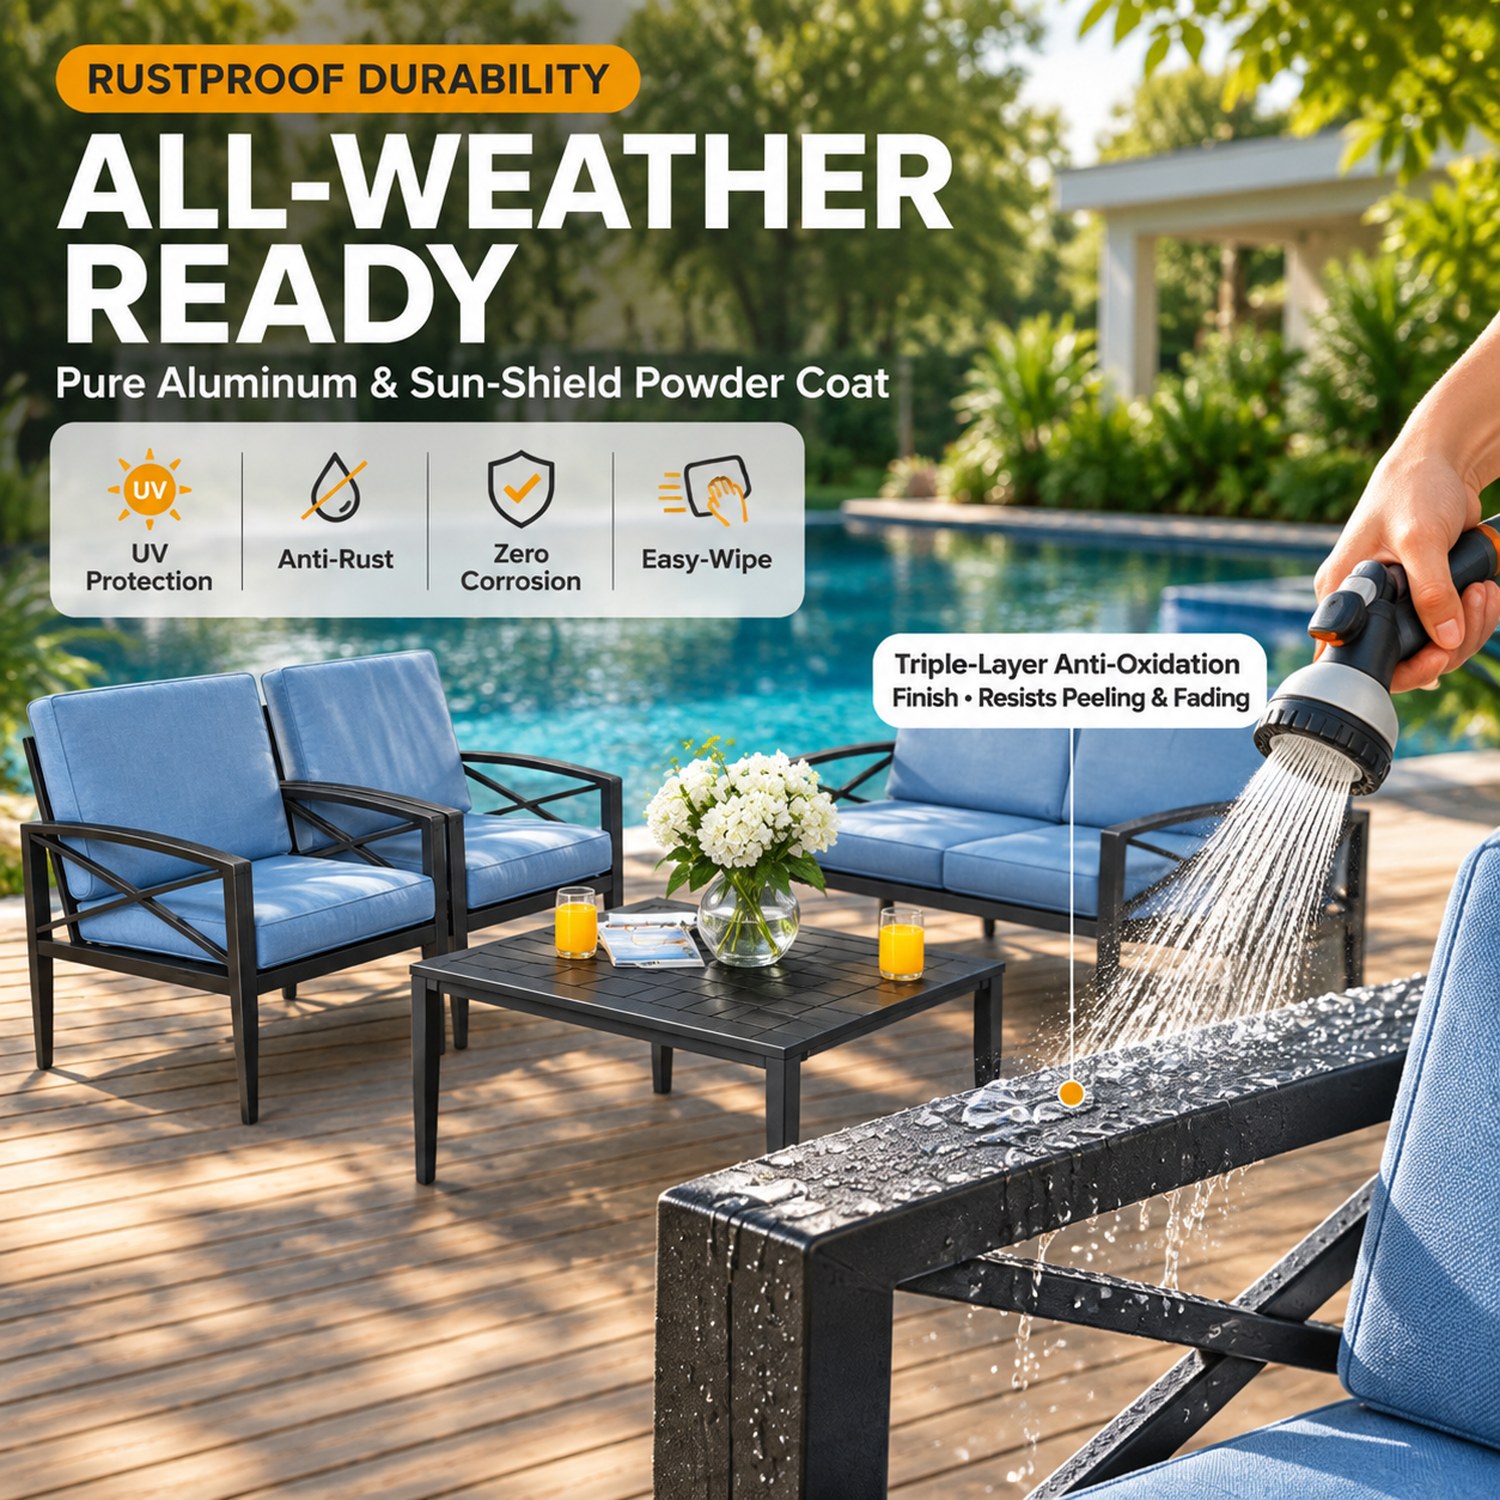 RUSTPROOF DURABILITY
ALL-WEATHER
READY
Pure Aluminum & Sun-Shield Powder Coat
UV
UV
Protection
Anti-Rust
Zero
Corrosion
Easy-Wipe
Triple-Layer Anti-Oxidation
Finish • Resists Peeling & Fading